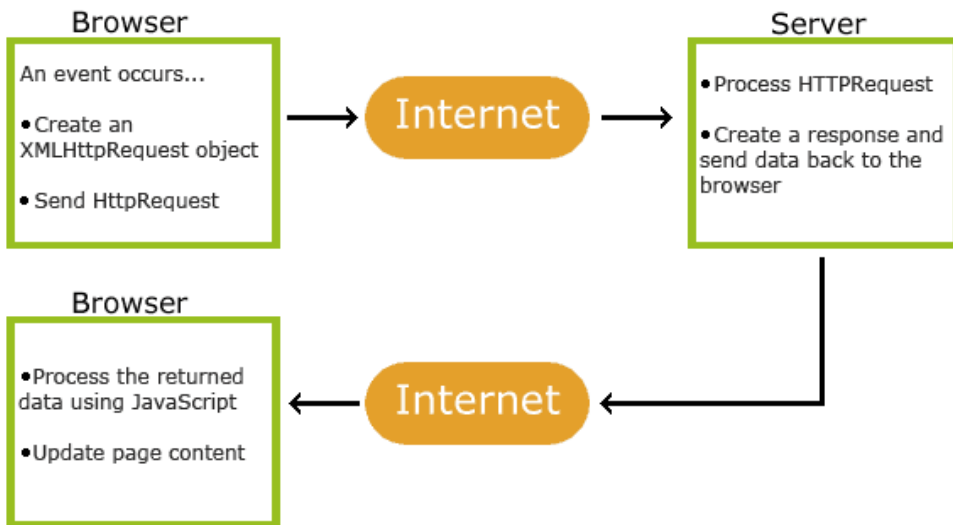 Browser
An event occurs...
•Create an
XMLHttpRequest object
•Send HttpRequest
Internet
Server
•Process HTTPRequest
•Create a response and
send data back to the
browser
Browser
•Process the returned
data using JavaScript
•Update page content
Internet